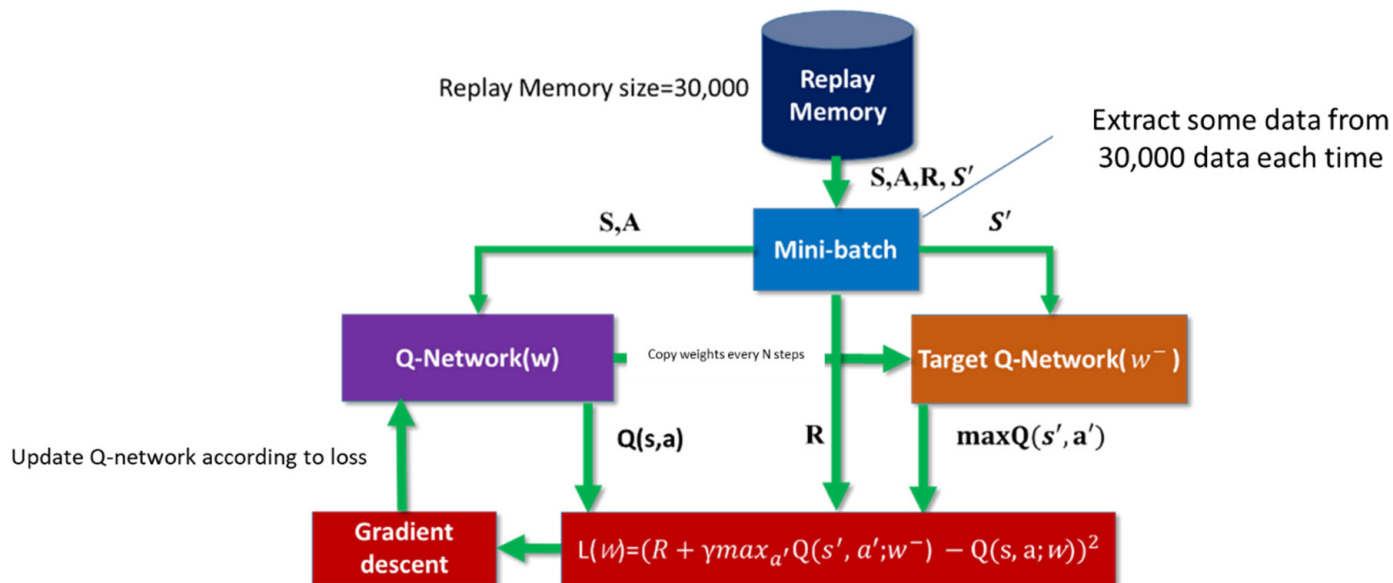 Replay
Memory
Replay Memory size=30,000
Extract some data from
30,000 data each time
S,A,R, S′
S,A
Mini-batch
S′
Q-Network(w)
Copy weights every N steps
Target Q-Network( w⁻ )
Q(s,a)
R
maxQ(s′, a′)
Update Q-network according to loss
Gradient
descent
L(w)=(R + γmaxₐ′Q(s′, a′;w⁻) − Q(s, a; w))²